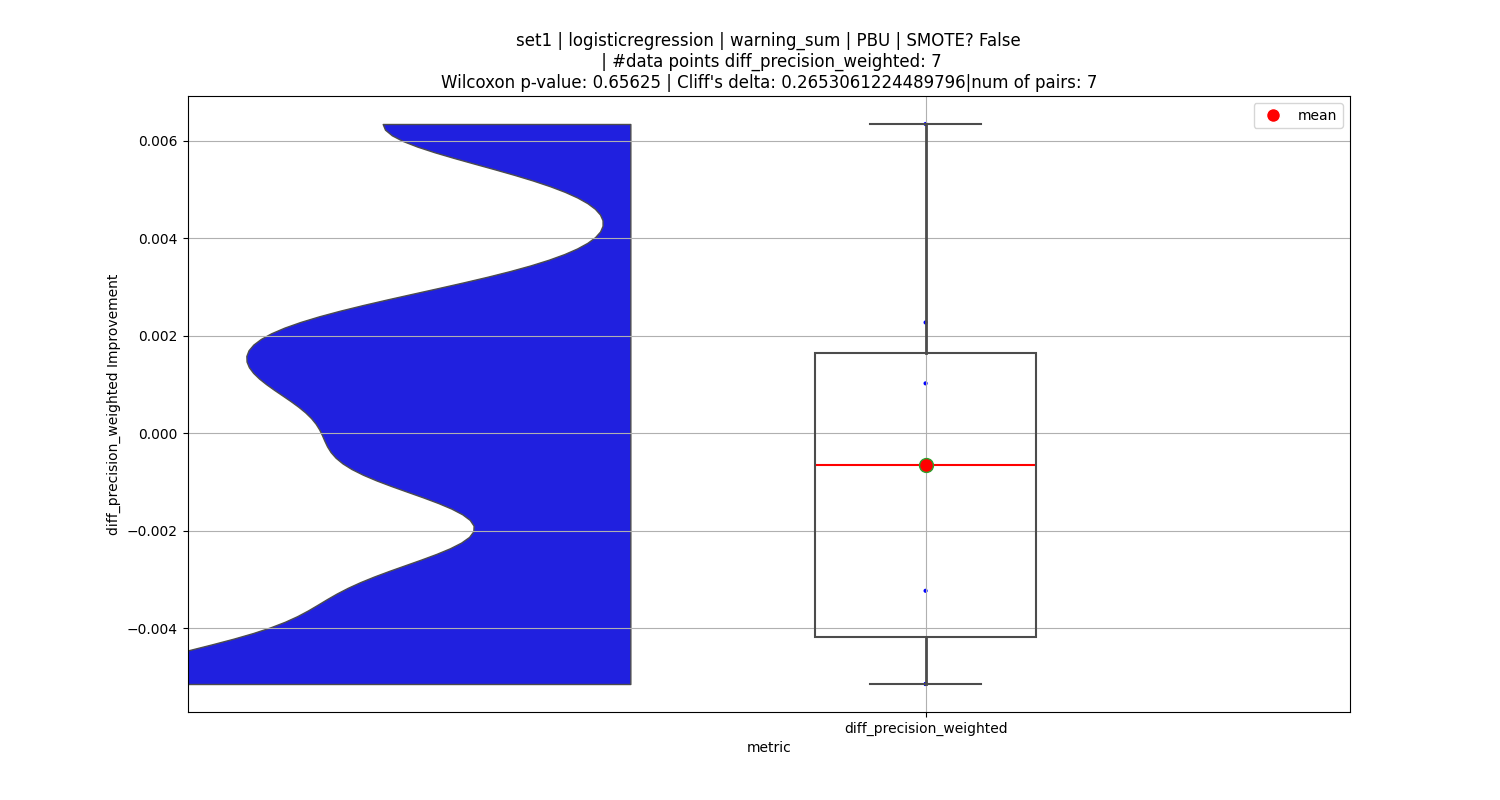 set1 | logisticregression | warning_sum | PBU | SMOTE? False
| #data points diff_precision_weighted: 7
Wilcoxon p-value: 0.65625 | Cliff's delta: 0.2653061224489796|num of pairs: 7
mean
0.006
0.004
0.002
0.000
−0.002
−0.004
diff_precision_weighted Improvement
diff_precision_weighted
metric